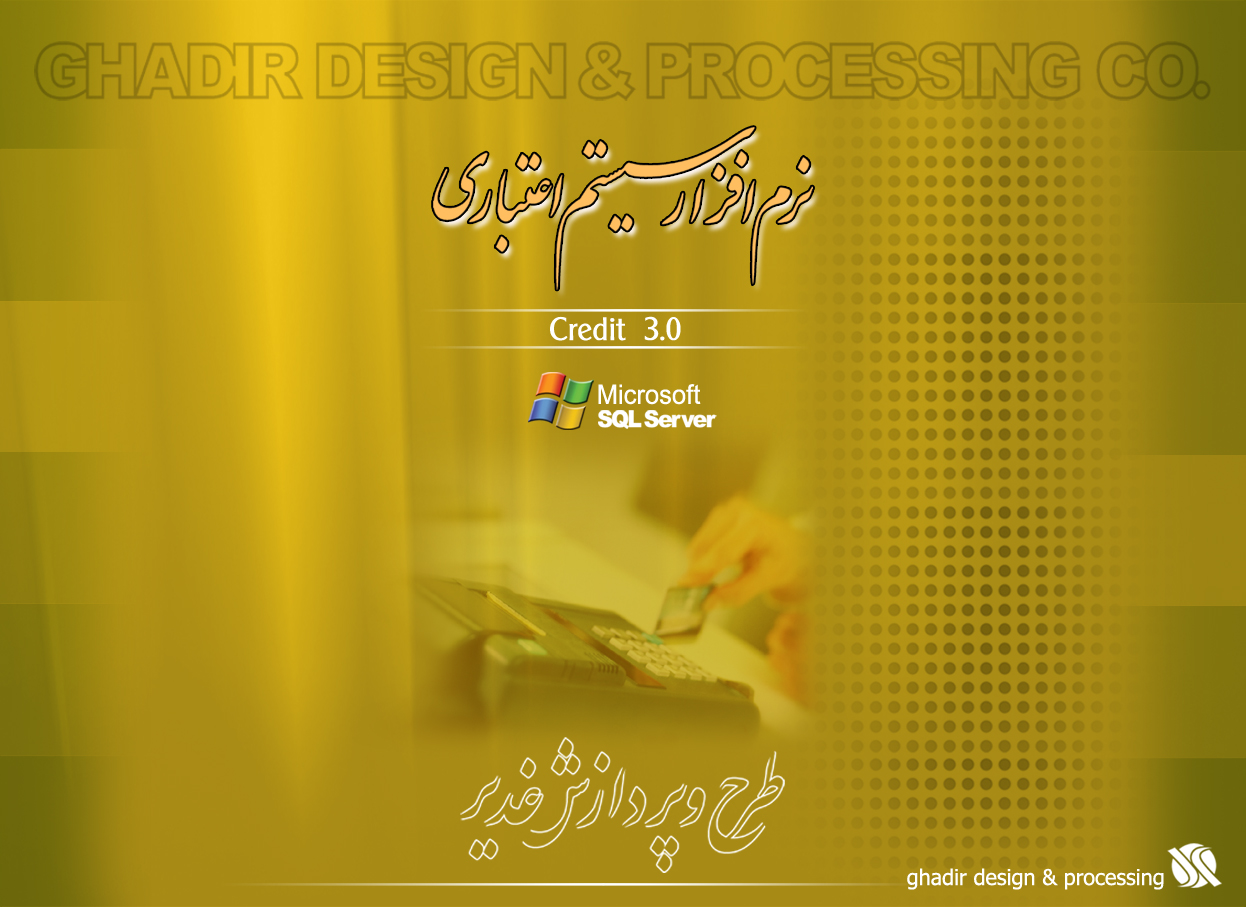 GHADIR DESIGN & PROCESSING CO.
نرم افزار سیستم اعتباری
Credit 3.0
Microsoft
SQL Server
طرح و پردازش غدیر
ghadir design & processing